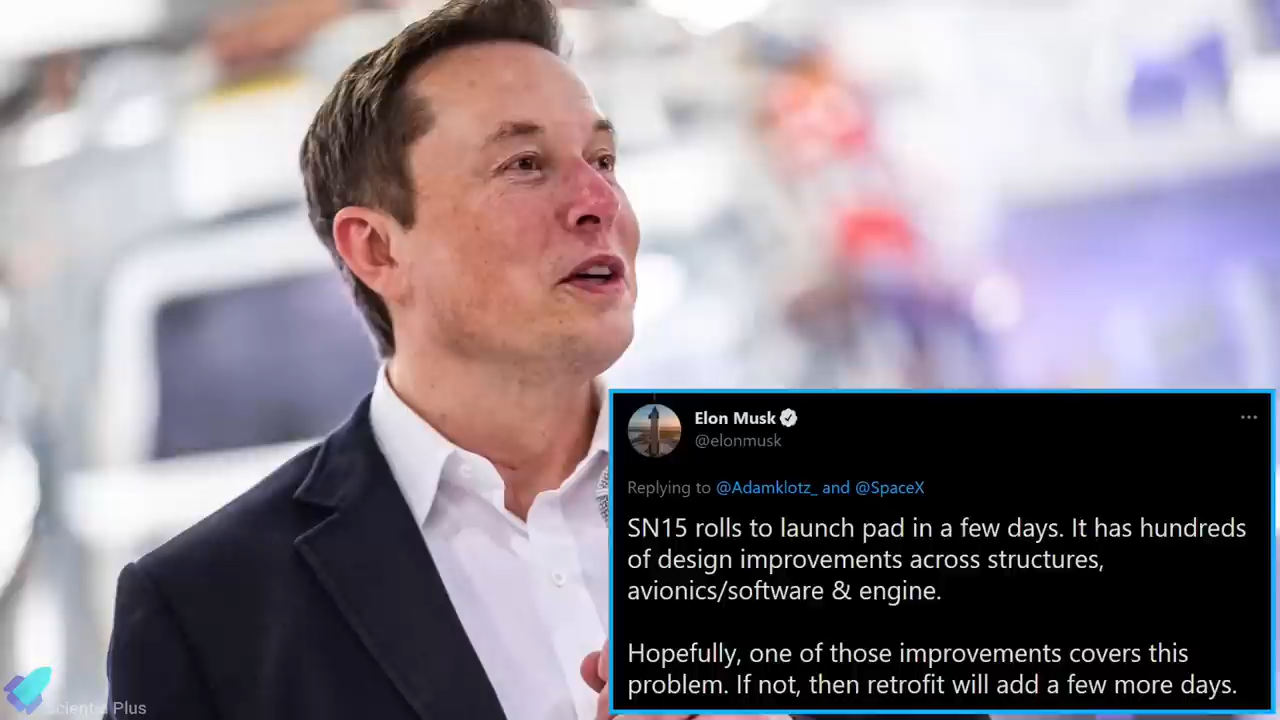 Elon Musk
@elonmusk
Replying to @Adamklotz_ and @SpaceX
SN15 rolls to launch pad in a few days. It has hundreds
of design improvements across structures,
avionics/software & engine.
Hopefully, one of those improvements covers this
problem. If not, then retrofit will add a few more days.
Scientia Plus